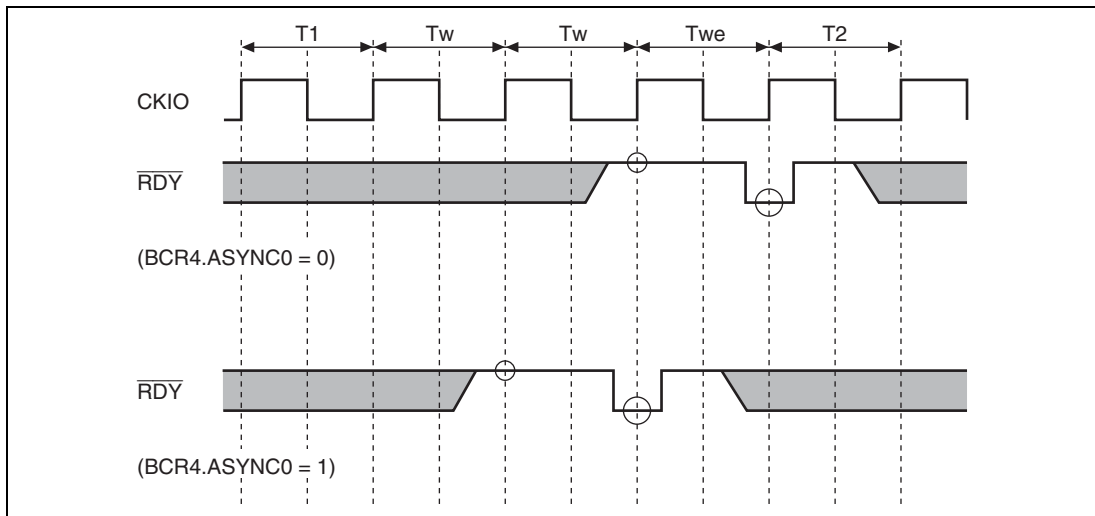 T1 Tw Tw Twe T2
CKIO
RDY
(BCR4.ASYNC0 = 0)
RDY
(BCR4.ASYNC0 = 1)